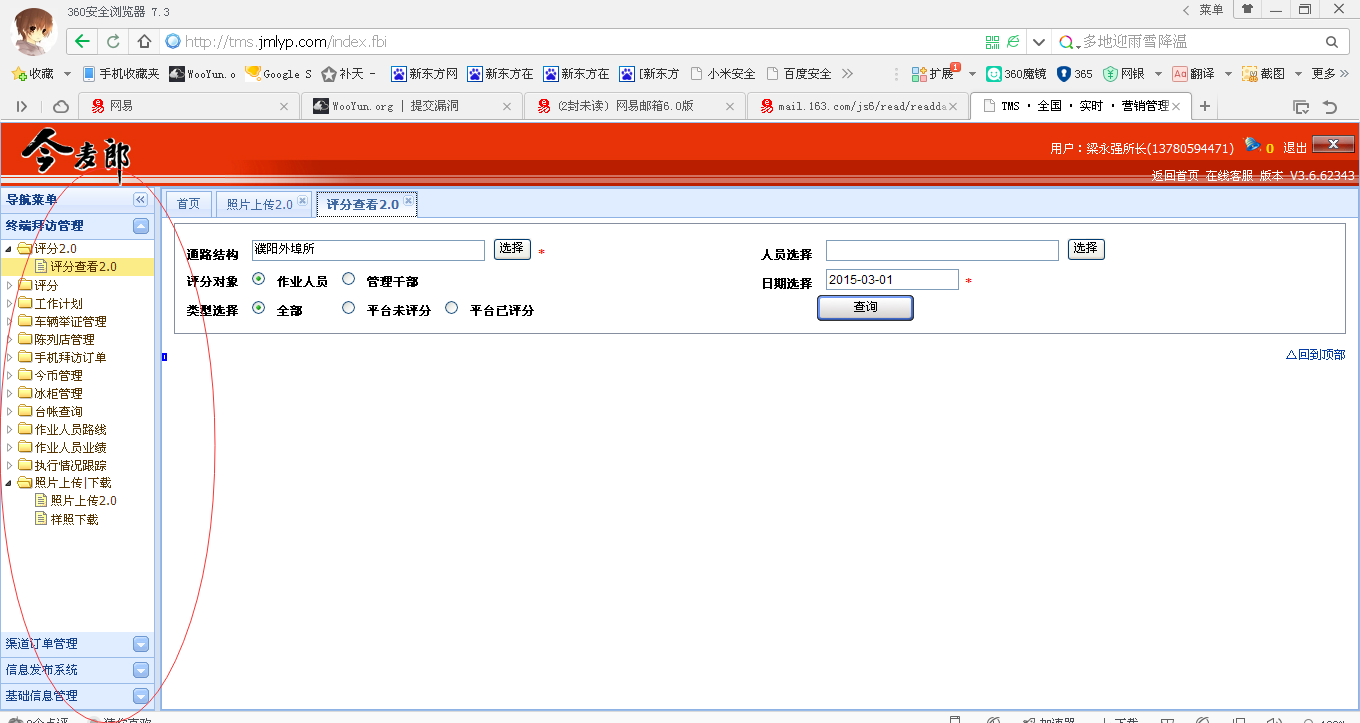 360安全浏览器 7.3
菜单
http://tms.jmlyp.com/index.fbi
多地迎雨雪降温
收藏 手机收藏夹 WooYun.o Google S 补天 - 新东方网 新东方在 新东方在 【新东方 小米安全 百度安全 扩展 1 360魔镜 365 网银 Aa 翻译 截图 更多
网易
WooYun.org | 提交漏洞
(2封未读) 网易邮箱6.0版
mail.163.com/js6/read/readda
TMS · 全国 · 实时 · 营销管理
今麦郎
用户：梁永强所长(13780594471) 0 退出
返回首页 在线客服 版本 V3.6.62343
导航菜单
首页 照片上传2.0 评分查看2.0
终端拜访管理
评分2.0
评分查看2.0
评分
工作计划
车辆举证管理
陈列店管理
手机拜访订单
今币管理
冰柜管理
台帐查询
作业人员路线
作业人员业绩
执行情况跟踪
照片上传|下载
照片上传2.0
祥照下载
渠道订单管理
信息发布系统
基础信息管理
通路结构 濮阳外埠所 选择 *
人员选择 选择
评分对象 作业人员 管理干部
日期选择 2015-03-01 *
类型选择 全部 平台未评分 平台已评分
查询
△回到顶部